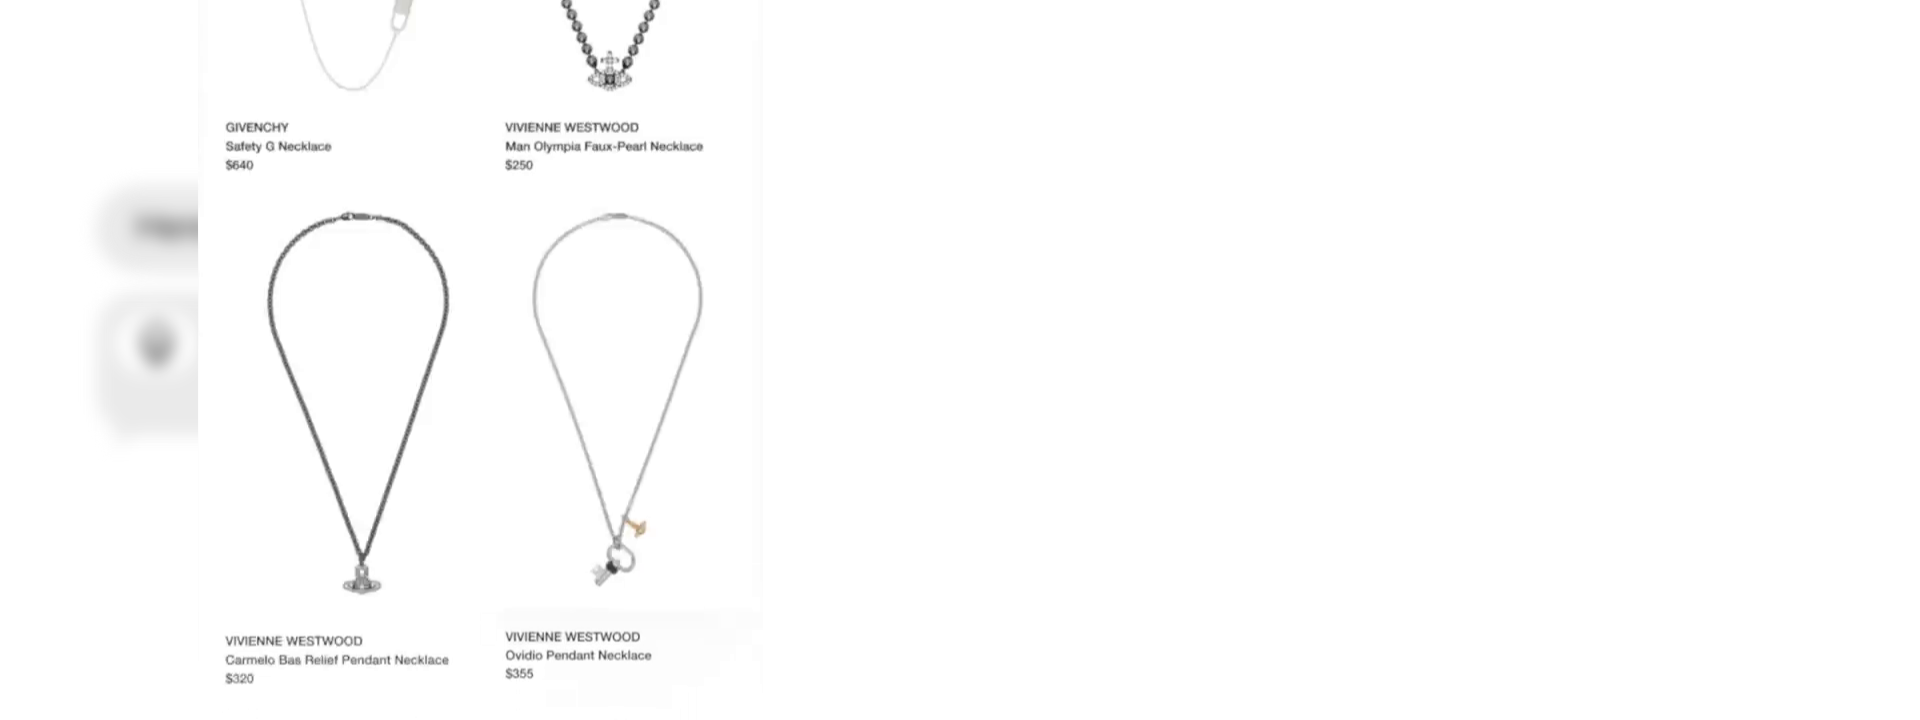 GIVENCHY
Safety G Necklace
$640
VIVIENNE WESTWOOD
Man Olympia Faux-Pearl Necklace
$250
VIVIENNE WESTWOOD
Carmelo Bas Relief Pendant Necklace
$320
VIVIENNE WESTWOOD
Ovidio Pendant Necklace
$355